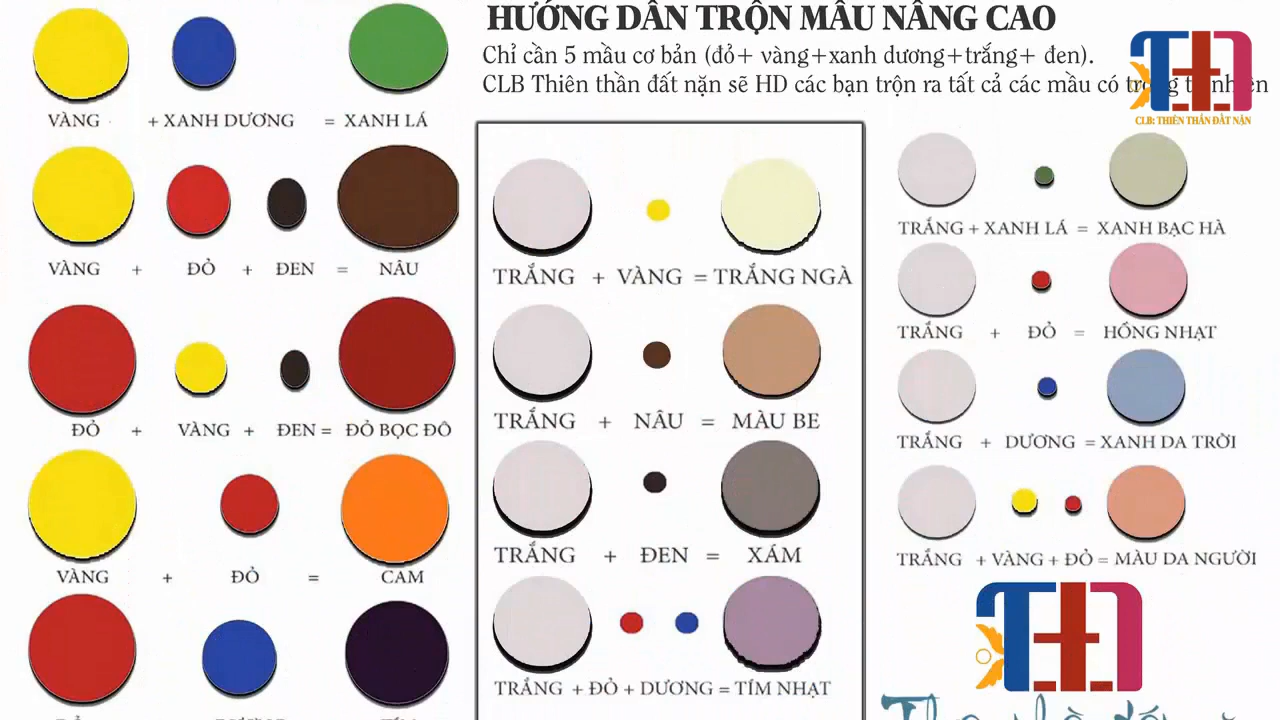 HƯỚNG DẪN TRỘN MẦU NÂNG CAO
Chỉ cần 5 mầu cơ bản (đỏ+ vàng+xanh dương+trắng+ đen).
CLB Thiên thần đất nặn sẽ HD các bạn trộn ra tất cả các mầu có
CLB: THIÊN THẦN ĐẤT NẶN
VÀNG + XANH DƯƠNG = XANH LÁ
VÀNG + ĐỎ + ĐEN = NÂU
ĐỎ + VÀNG + ĐEN = ĐỎ BỌC ĐÔ
VÀNG + ĐỎ = CAM
TRẮNG + VÀNG = TRẮNG NGÀ
TRẮNG + NÂU = MÀU BE
TRẮNG + ĐEN = XÁM
TRẮNG + ĐỎ + DƯƠNG = TÍM NHẠT
TRẮNG + XANH LÁ = XANH BẠC HÀ
TRẮNG + ĐỎ = HỒNG NHẠT
TRẮNG + DƯƠNG = XANH DA TRỜI
TRẮNG + VÀNG + ĐỎ = MÀU DA NGƯỜI